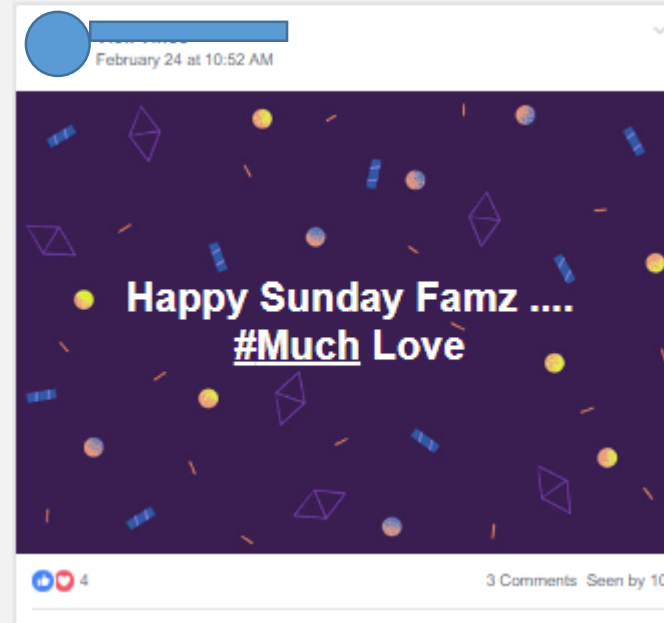 February 24 at 10:52 AM
Happy Sunday Famz ....
#Much Love
4
3 Comments Seen by 10